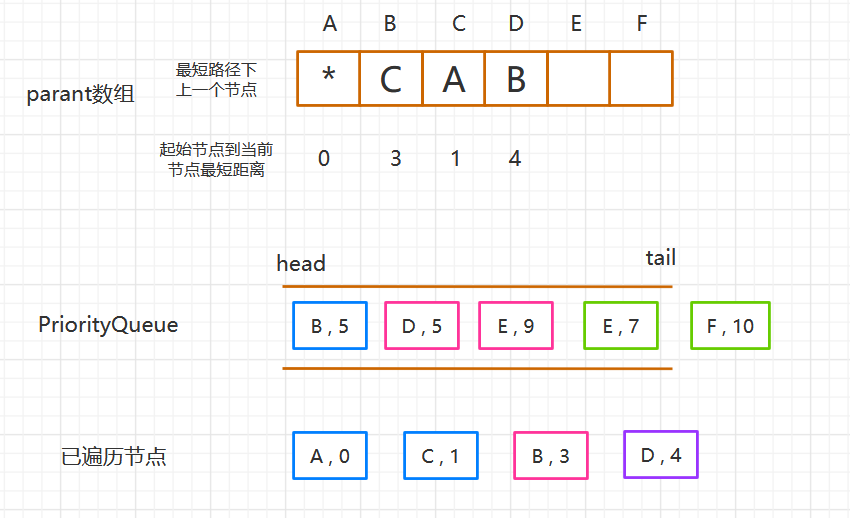 A B C D E F
最短路径下
上一个节点
parant数组
* C A B
起始节点到当前
节点最短距离
0 3 1 4
head
tail
PriorityQueue
B , 5 D , 5 E , 9 E , 7 F , 10
已遍历节点
A , 0 C , 1 B , 3 D , 4